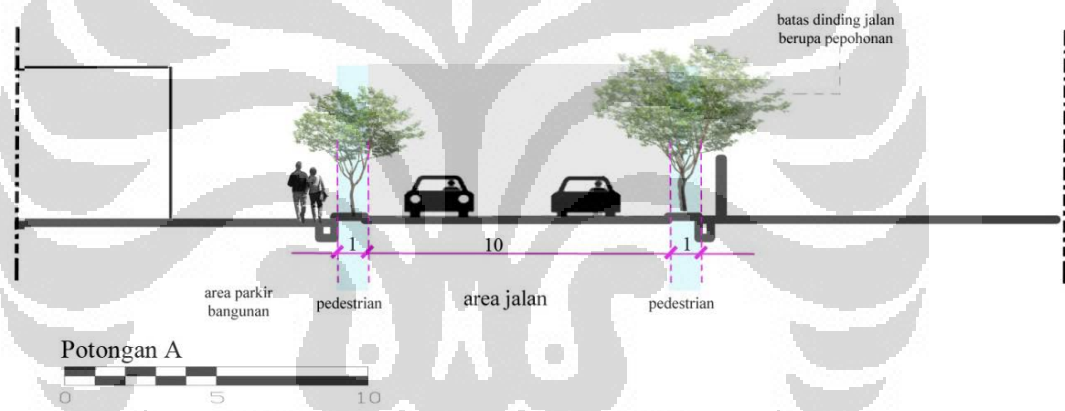 batas dinding jalan
berupa pepohonan
1
10
1
area parkir
bangunan
pedestrian
area jalan
pedestrian
Potongan A
0
5
10